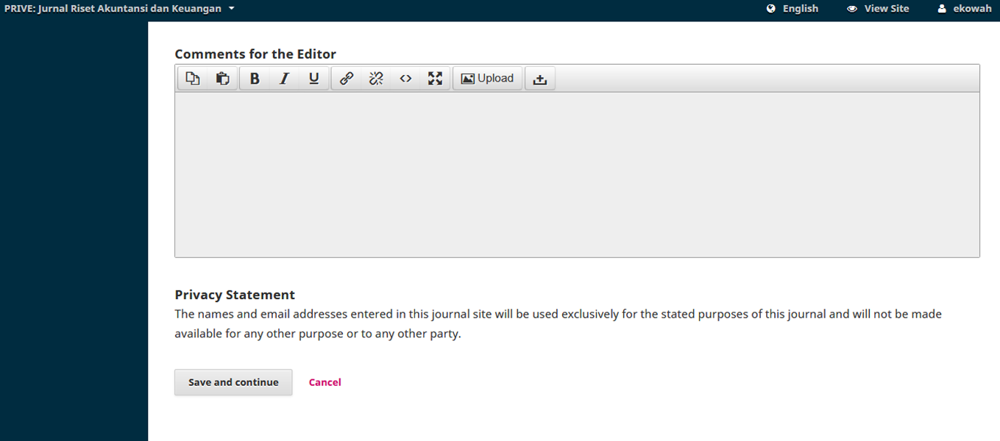 PRIVE: Jurnal Riset Akuntansi dan Keuangan
English
View Site
ekowah
Comments for the Editor
B I U <> Upload
Privacy Statement
The names and email addresses entered in this journal site will be used exclusively for the stated purposes of this journal and will not be made
available for any other purpose or to any other party.
Save and continue
Cancel